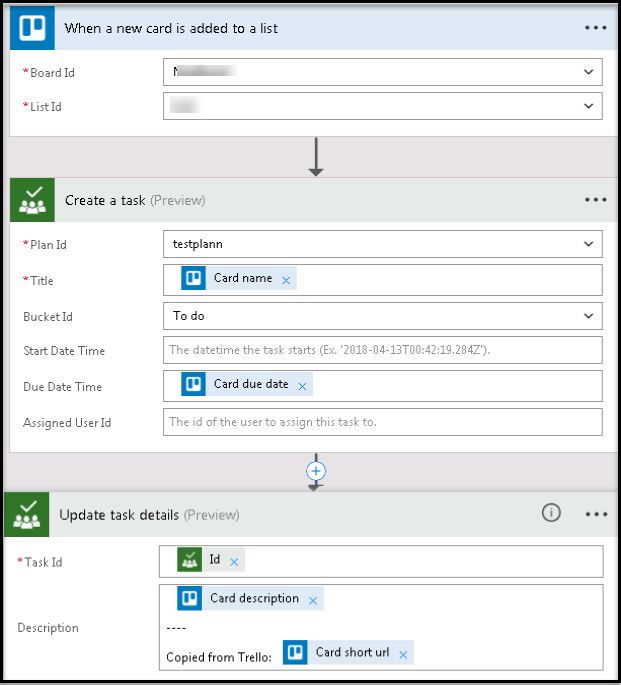 When a new card is added to a list
* Board Id
* List Id
Create a task (Preview)
* Plan Id testplann
* Title Card name ×
Bucket Id To do
Start Date Time The datetime the task starts (Ex. '2018-04-13T00:42:19.284Z').
Due Date Time Card due date ×
Assigned User Id The id of the user to assign this task to.
Update task details (Preview)
* Task Id Id ×
Card description ×
Description ----
Copied from Trello: Card short url ×